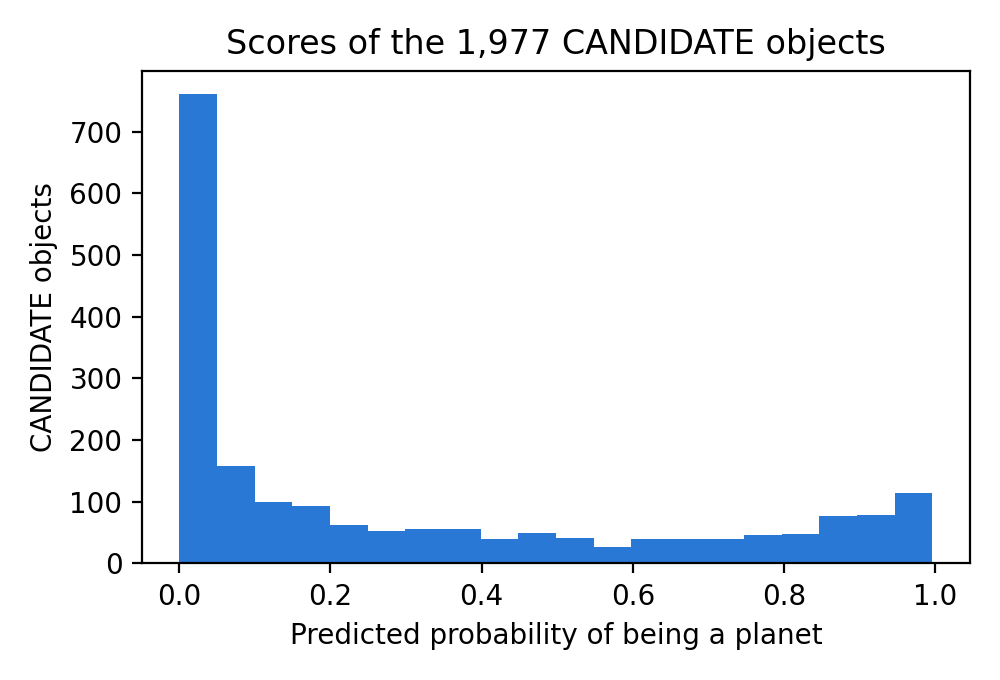 Scores of the 1,977 CANDIDATE objects
CANDIDATE objects
700
600
500
400
300
200
100
0
0.0 0.2 0.4 0.6 0.8 1.0
Predicted probability of being a planet